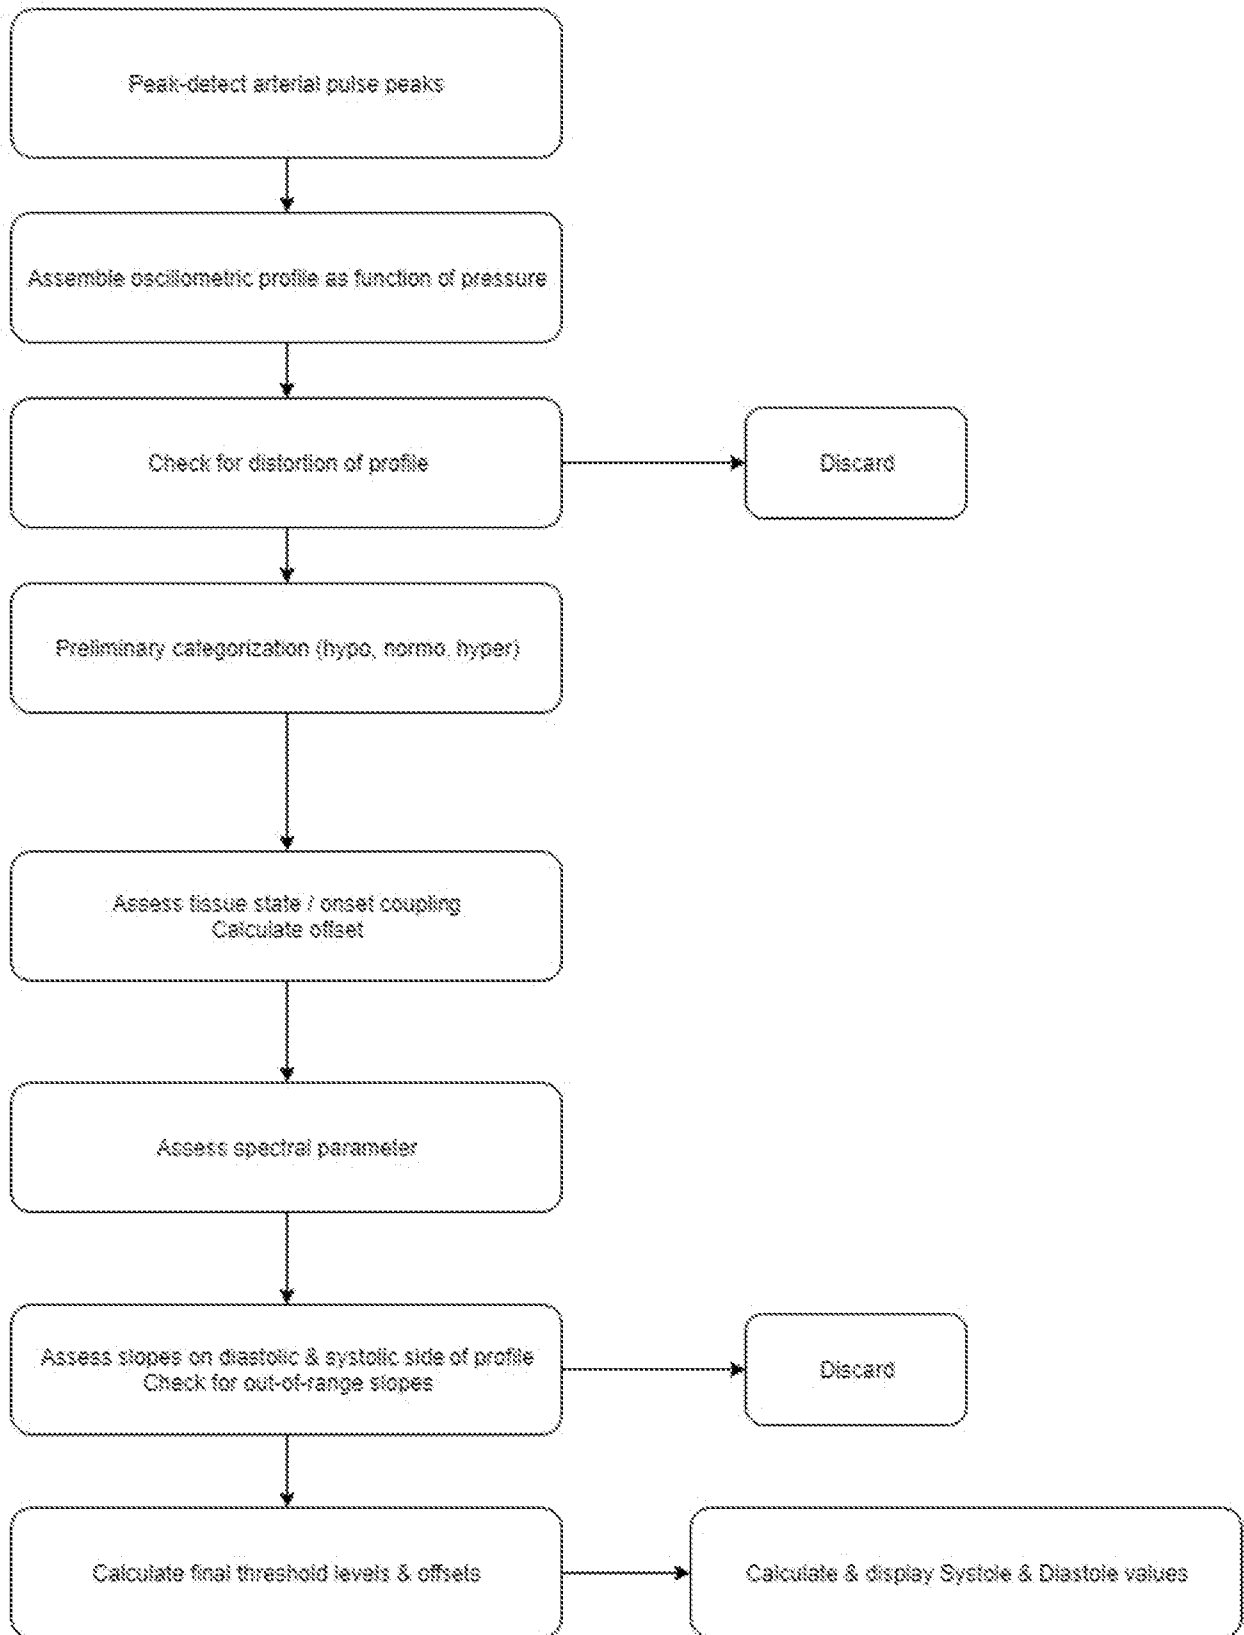 Peak-detect arterial pulse peaks
Assemble oscillometric profile as function of pressure
Check for distortion of profile
Discard
Preliminary categorization (hypo, normo, hyper)
Assess tissue state / onset coupling
Calculate offset
Assess spectral parameter
Assess slopes on diastolic & systolic side of profile
Check for out-of-range slopes
Discard
Calculate final threshold levels & offsets
Calculate & display Systole & Diastole values